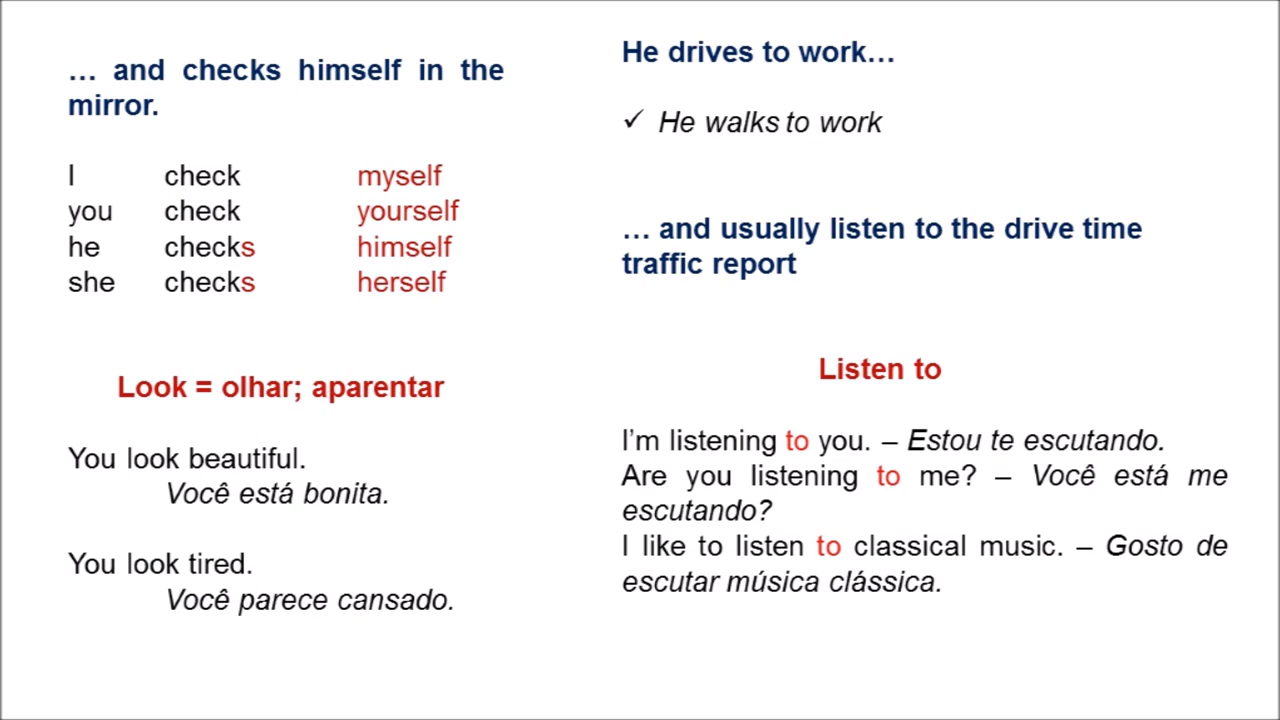 … and checks himself in the
mirror.
I check myself
you check yourself
he checks himself
she checks herself
Look = olhar; aparentar
You look beautiful.
Você está bonita.
You look tired.
Você parece cansado.
He drives to work…
✓ He walks to work
… and usually listen to the drive time
traffic report
Listen to
I’m listening to you. – Estou te escutando.
Are you listening to me? – Você está me
escutando?
I like to listen to classical music. – Gosto de
escutar música clássica.